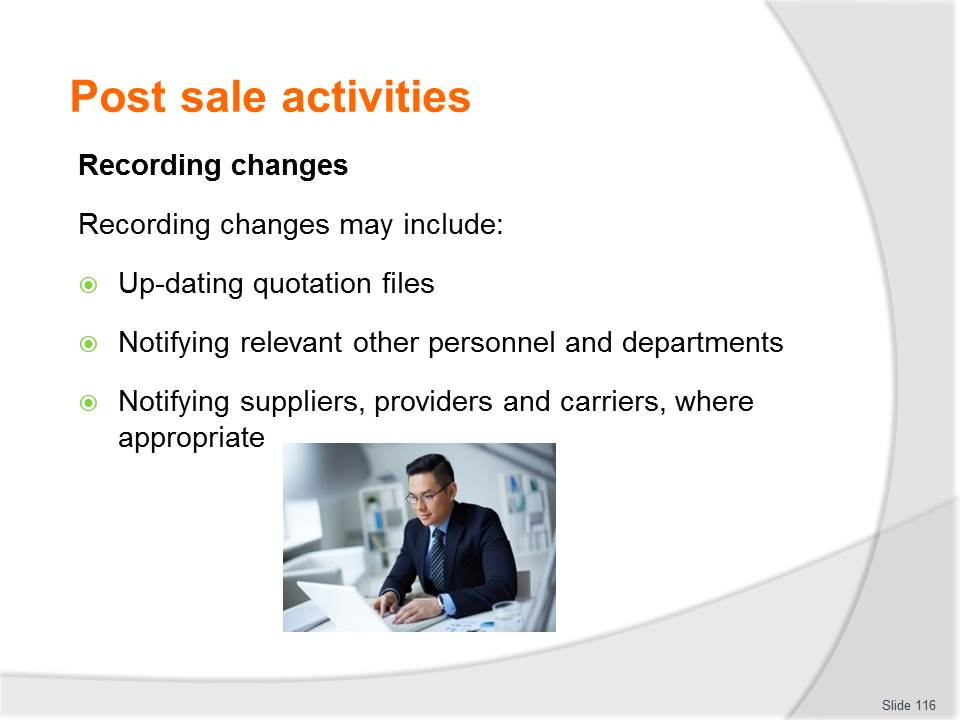 Post sale activities
Recording changes
Recording changes may include:
Up-dating quotation files
Notifying relevant other personnel and departments
Notifying suppliers, providers and carriers, where
appropriate
Slide 116